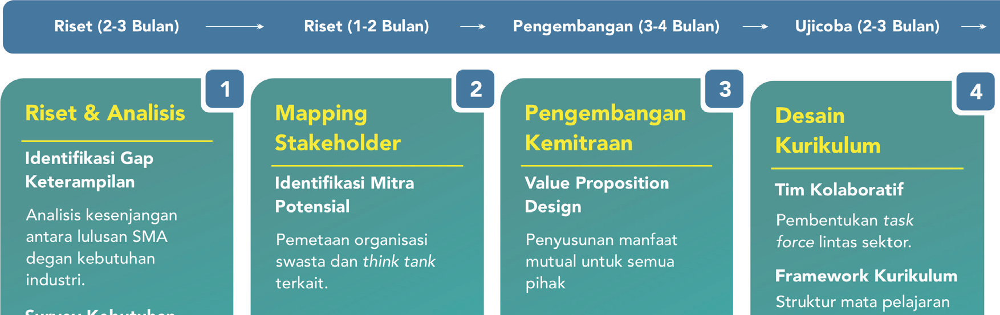 Riset (2-3 Bulan)
Riset (1-2 Bulan)
Pengembangan (3-4 Bulan)
Ujicoba (2-3 Bulan)
1
Riset & Analisis
Identifikasi Gap
Keterampilan
Analisis kesenjangan
antara lulusan SMA
degan kebutuhan
industri.
Survey Kebutuhan
2
Mapping
Stakeholder
Identifikasi Mitra
Potensial
Pemetaan organisasi
swasta dan think tank
terkait.
3
Pengembangan
Kemitraan
Value Proposition
Design
Penyusunan manfaat
mutual untuk semua
pihak
4
Desain
Kurikulum
Tim Kolaboratif
Pembentukan task
force lintas sektor.
Framework Kurikulum
Struktur mata pelajaran